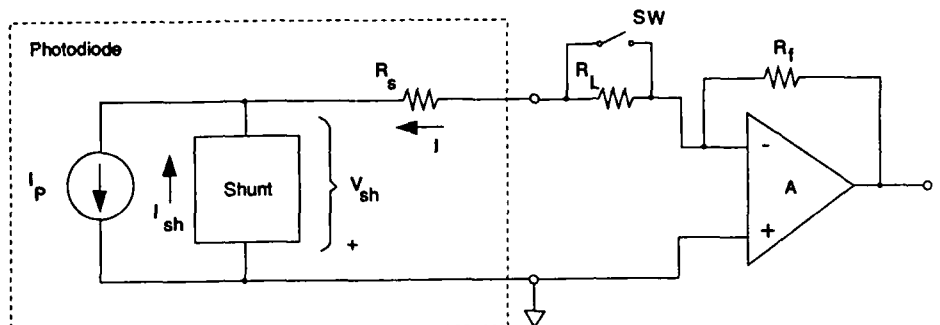 SW
Photodiode
R_L
R_f
R_s
I
-
I_p
Shunt
V_sh
A
I_sh
+
+